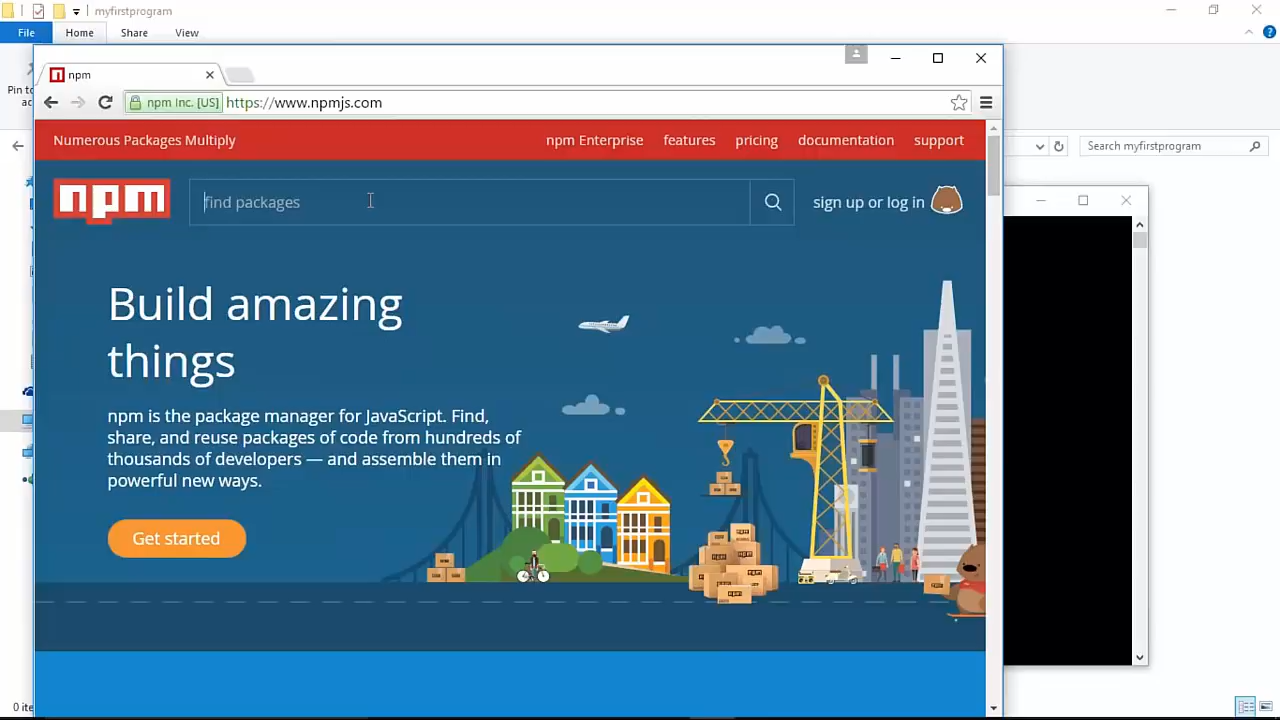 myfirstprogram
File Home Share View
npm
npm Inc. [US] https://www.npmjs.com
Numerous Packages Multiply npm Enterprise features pricing documentation support
Search myfirstprogram
npm find packages sign up or log in
Build amazing
things
npm is the package manager for JavaScript. Find,
share, and reuse packages of code from hundreds of
thousands of developers — and assemble them in
powerful new ways.
Get started